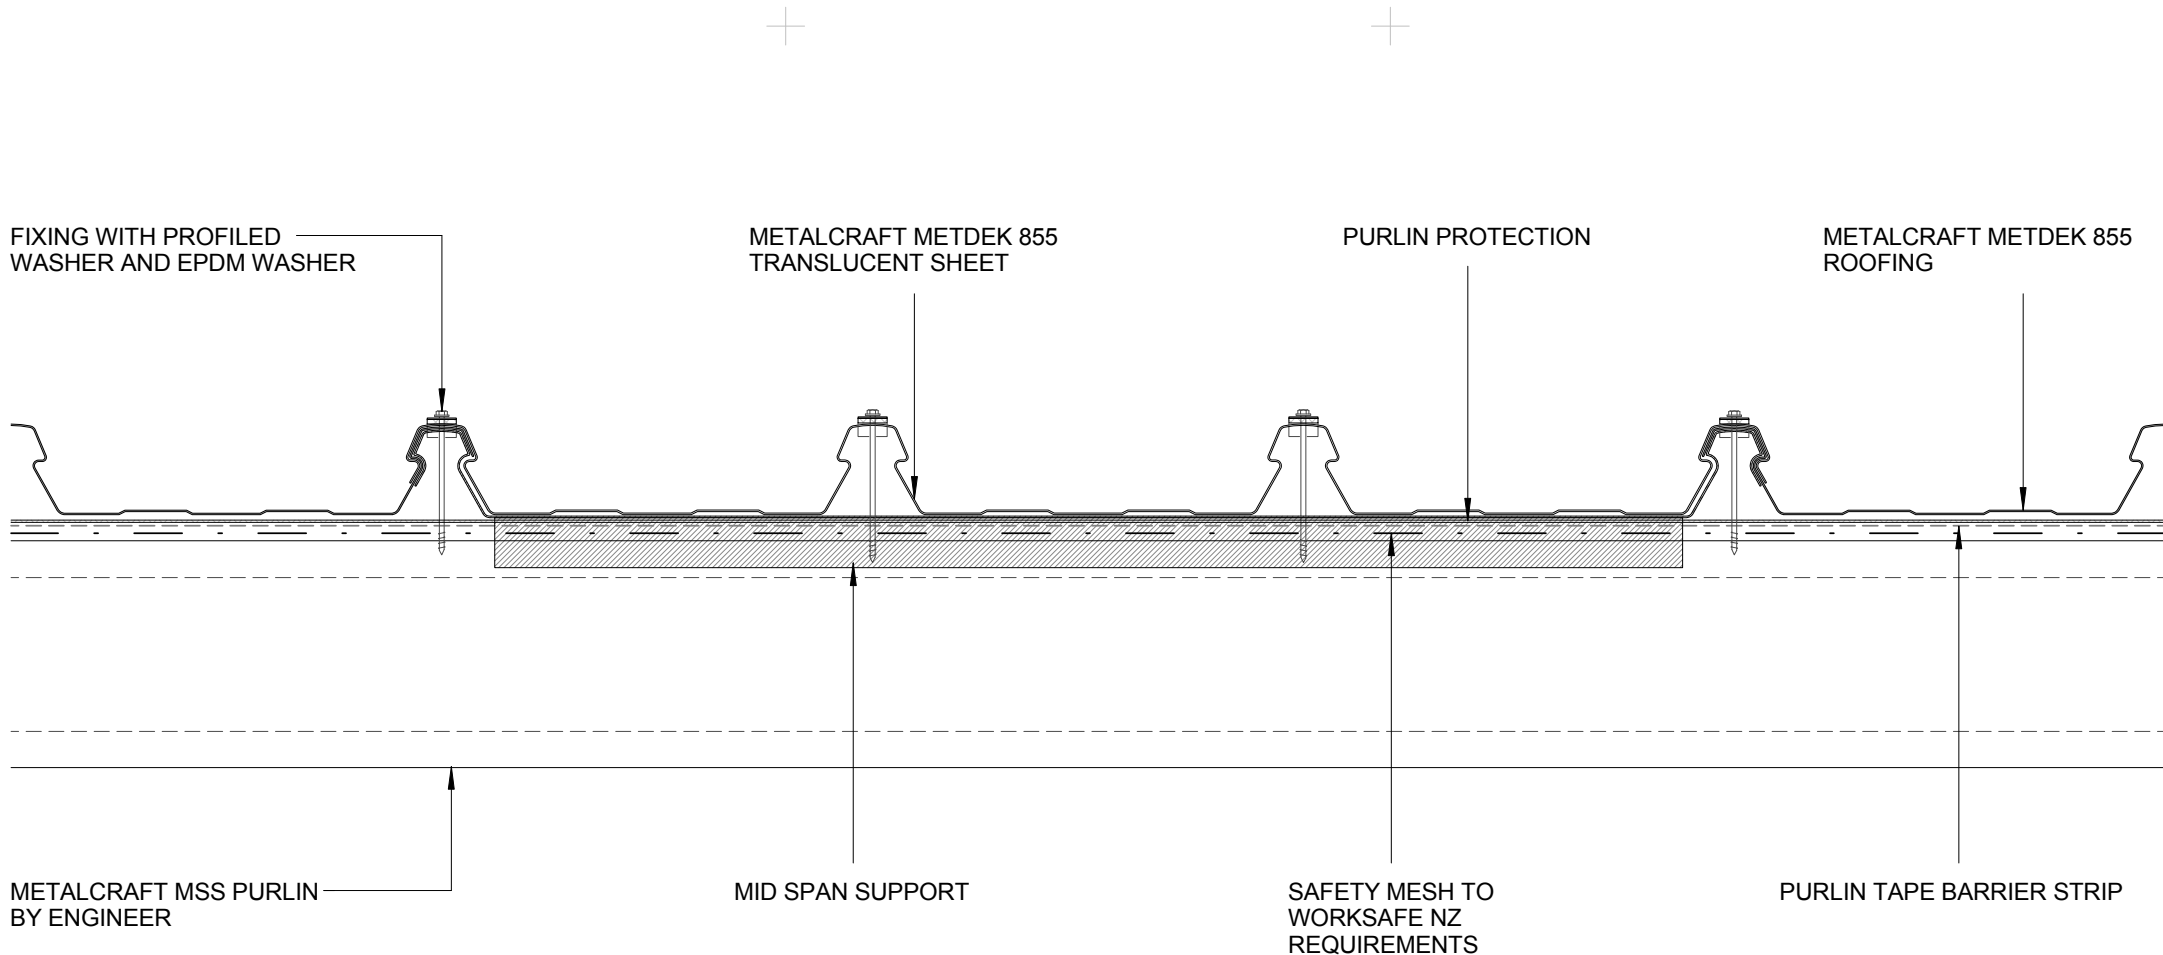 FIXING WITH PROFILED
WASHER AND EPDM WASHER
METALCRAFT METDEK 855
TRANSLUCENT SHEET
PURLIN PROTECTION
METALCRAFT METDEK 855
ROOFING
METALCRAFT MSS PURLIN
BY ENGINEER
MID SPAN SUPPORT
SAFETY MESH TO
WORKSAFE NZ
REQUIREMENTS
PURLIN TAPE BARRIER STRIP